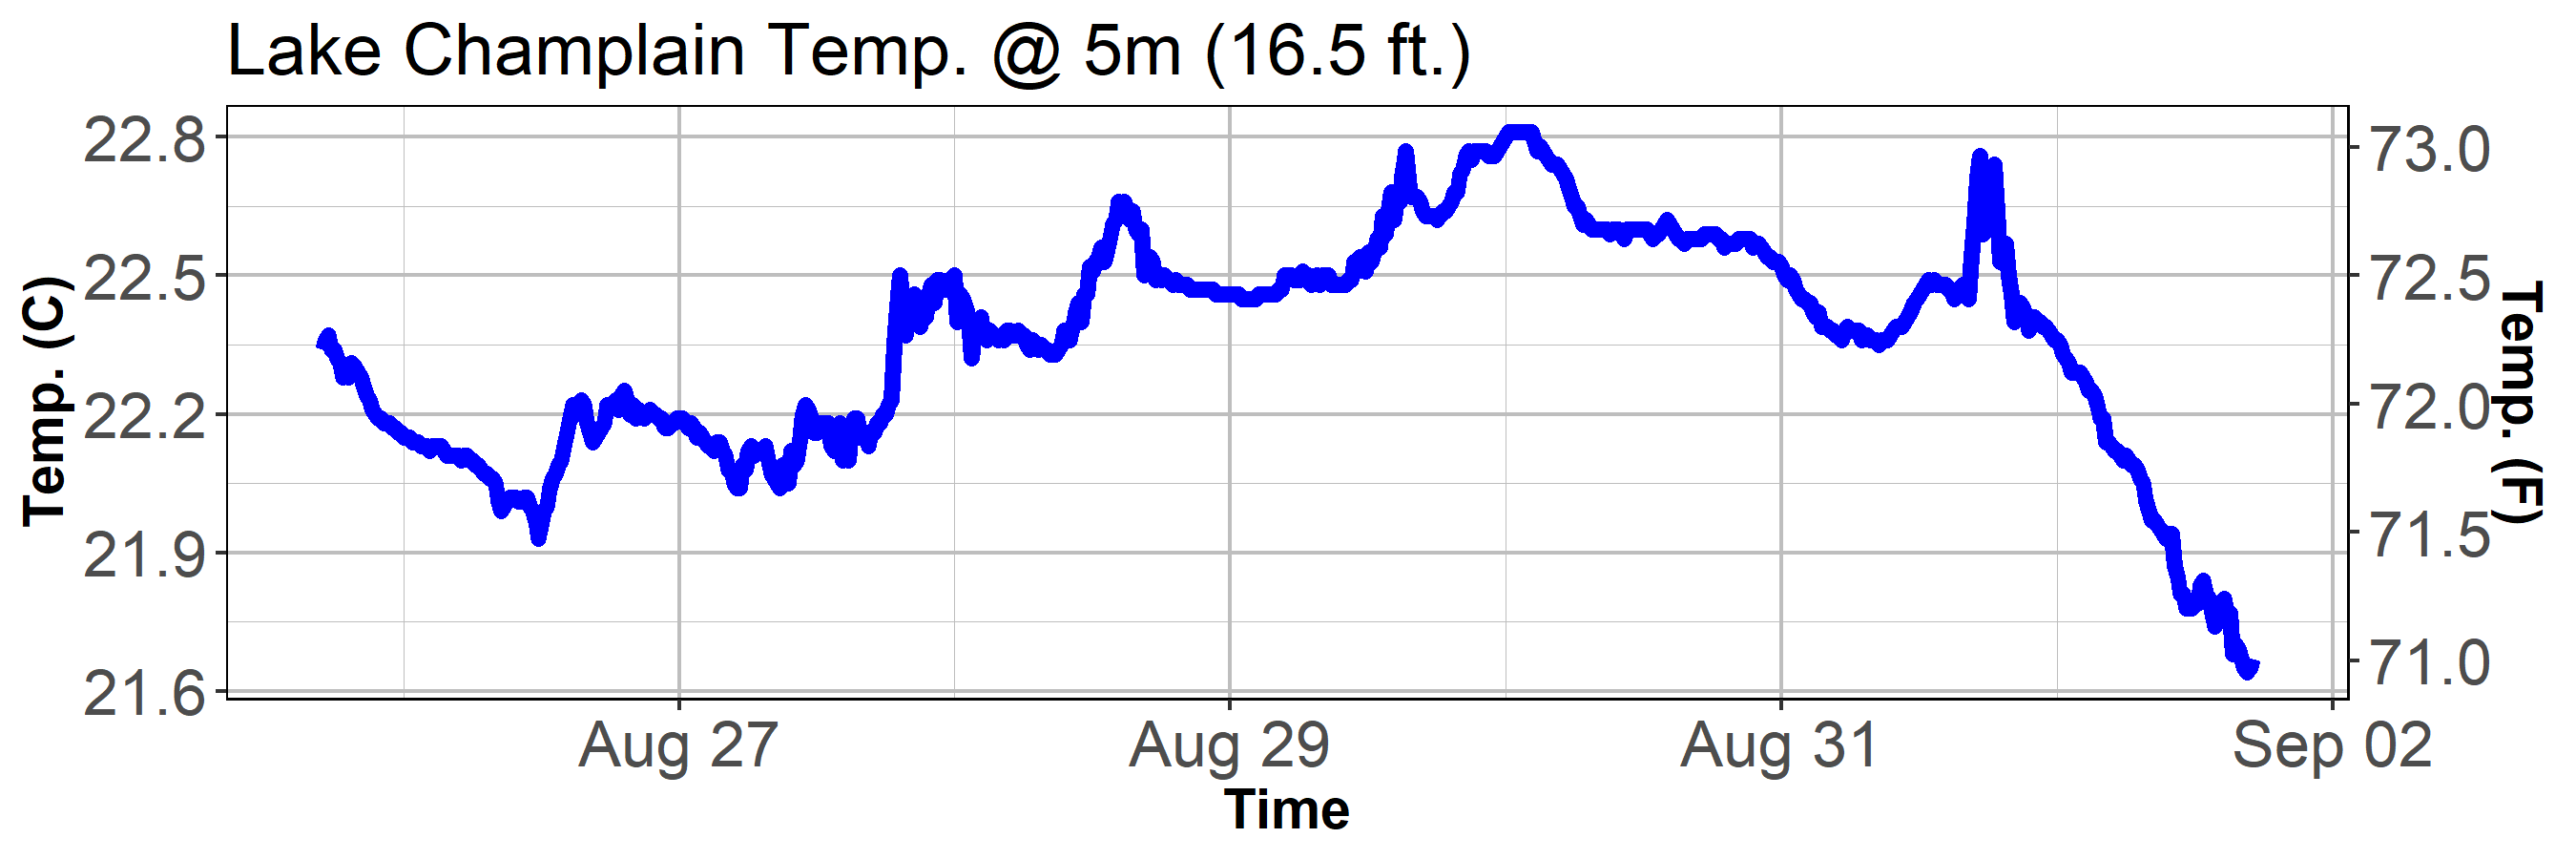 Lake Champlain Temp. @ 5m (16.5 ft.)
Temp. (C)
22.8
22.5
22.2
21.9
21.6
73.0
72.5
72.0
71.5
71.0
Temp. (F)
Aug 27 Aug 29 Aug 31 Sep 02
Time